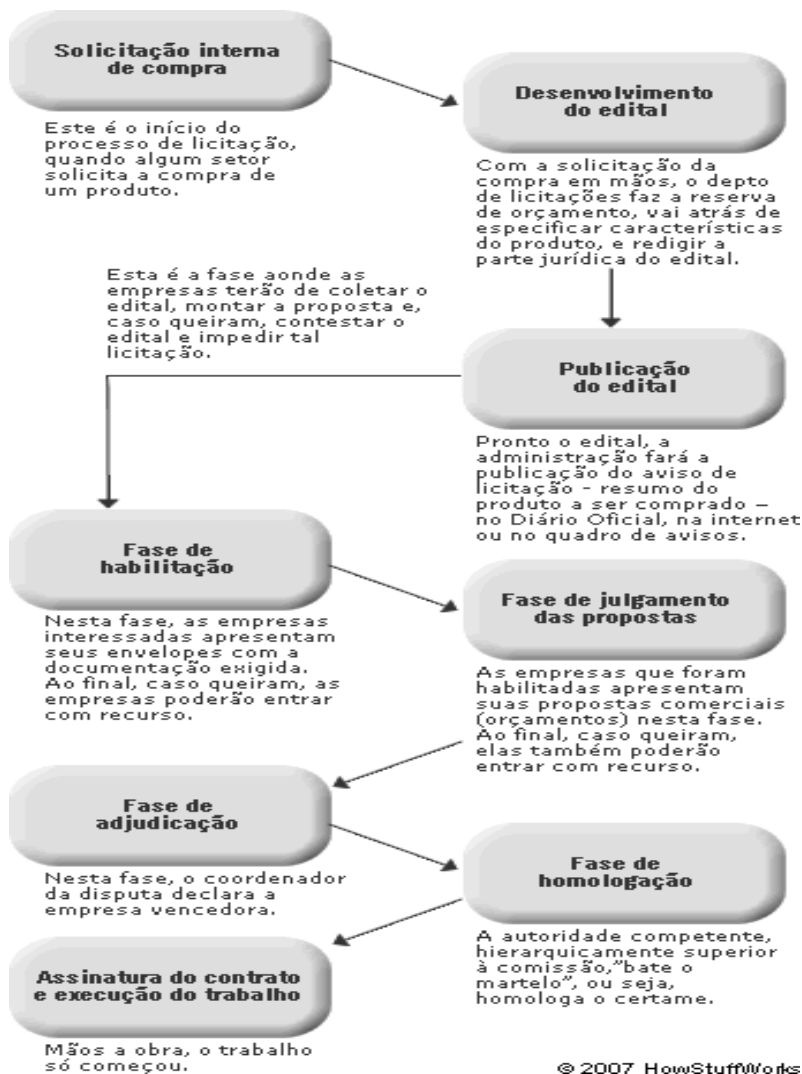 Solicitação interna
de compra
Este é o início do
processo de licitação,
quando algum setor
solicita a compra de
um produto.
Desenvolvimento
do edital
Com a solicitação da
compra em mãos, o depto
de licitações faz a reserva
de orçamento, vai atrás de
especificar características
do produto, e redigir a
parte jurídica do edital.
Publicação
do edital
Pronto o edital, a
administração fará a
publicação do aviso de
licitação - resumo do
produto a ser comprado –
no Diário Oficial, na internet
ou no quadro de avisos.
Esta é a fase aonde as
empresas terão de coletar o
edital, montar a proposta e,
caso queiram, contestar o
edital e impedir tal
licitação.
Fase de
habilitação
Nesta fase, as empresas
interessadas apresentam
seus envelopes com a
documentação exigida.
Ao final, caso queiram, as
empresas poderão entrar
com recurso.
Fase de julgamento
das propostas
As empresas que foram
habilitadas apresentam
suas propostas comerciais
(orçamentos) nesta fase.
Ao final, caso queiram,
elas também poderão
entrar com recurso.
Fase de
adjudicação
Nesta fase, o coordenador
da disputa declara a
empresa vencedora.
Fase de
homologação
A autoridade competente,
hierarquicamente superior
à comissão,"bate o
martelo", ou seja,
homologa o certame.
Assinatura do contrato
e execução do trabalho
Mãos a obra, o trabalho
só começou.
© 2007 HowStuffWorks